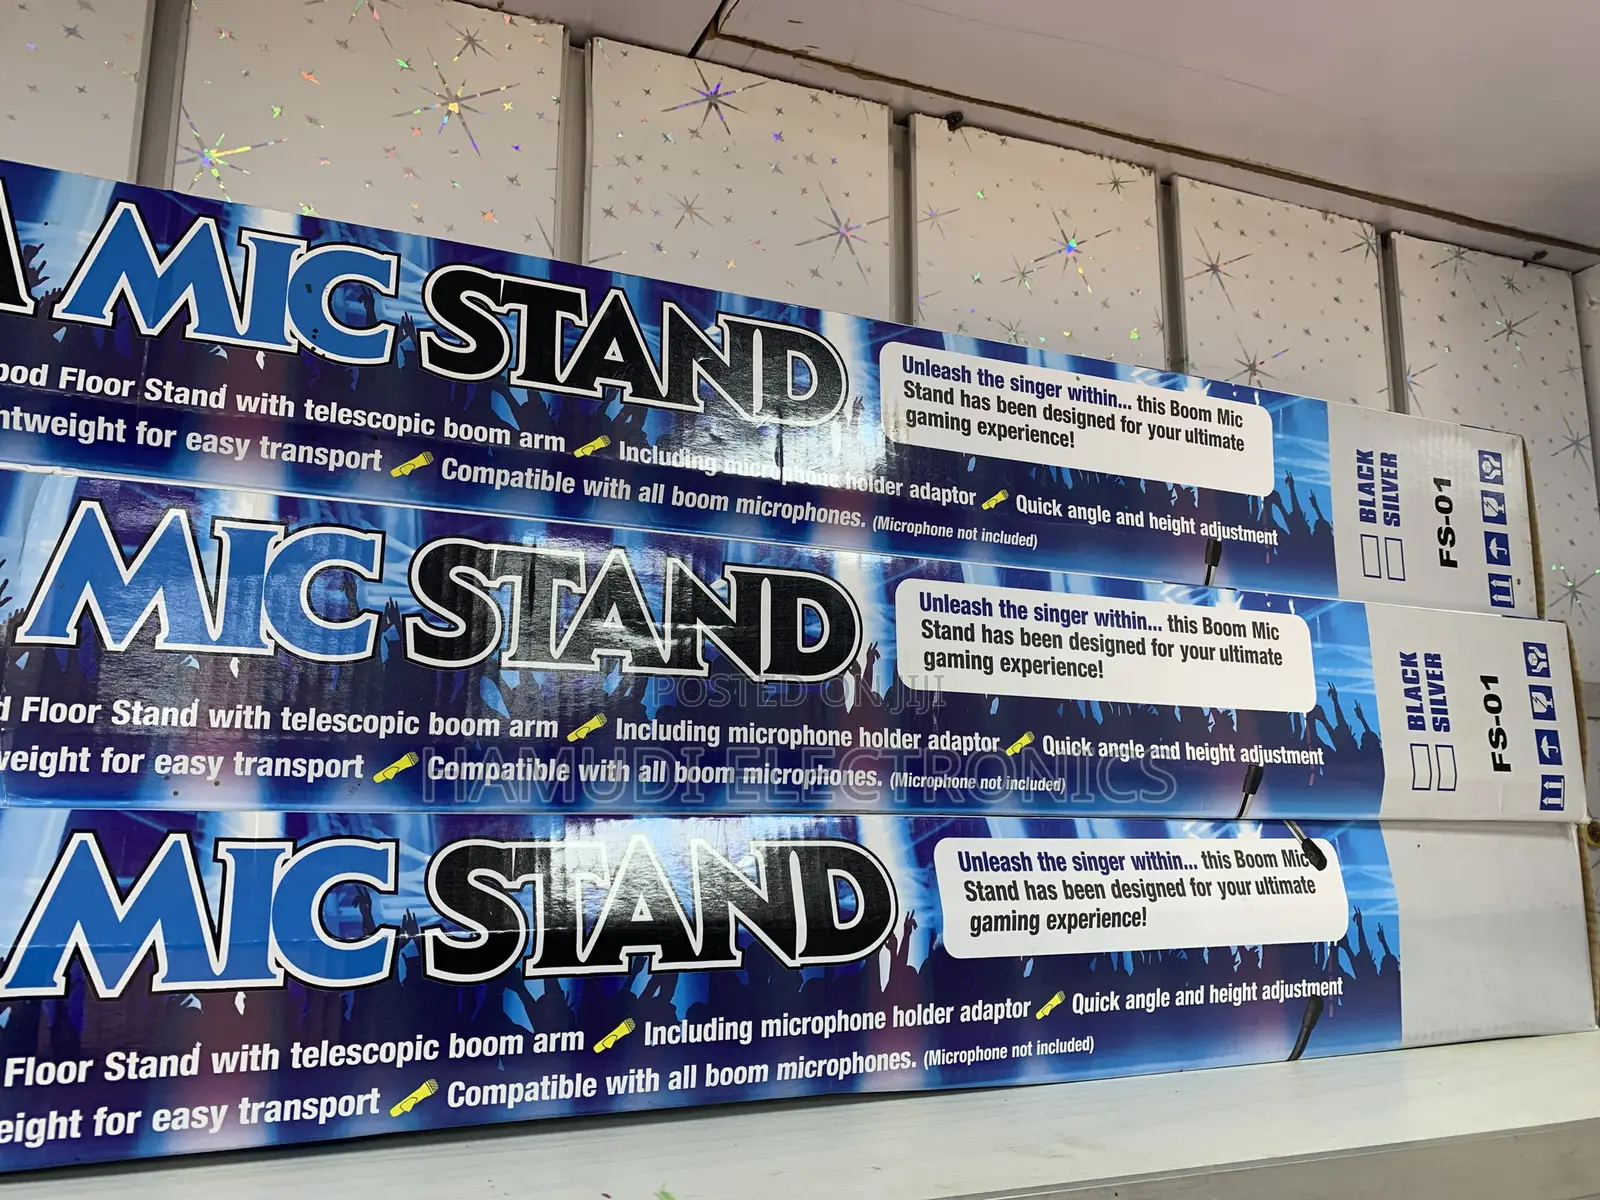 MIC STAND
Unleash the singer within... this Boom Mic
Stand has been designed for your ultimate
gaming experience!
Floor Stand with telescopic boom arm Including microphone holder adaptor Quick angle and height adjustment
for easy transport Compatible with all boom microphones. (Microphone not included)
BLACK
SILVER
FS-01
MIC STAND
Unleash the singer within... this Boom Mic
Stand has been designed for your ultimate
gaming experience!
Floor Stand with telescopic boom arm Including microphone holder adaptor Quick angle and height adjustment
for easy transport Compatible with all boom microphones. (Microphone not included)
BLACK
SILVER
FS-01
POSTED ON JIJI
HAMUDI ELECTRONICS
MIC STAND
Unleash the singer within... this Boom Mic
Stand has been designed for your ultimate
gaming experience!
Floor Stand with telescopic boom arm Including microphone holder adaptor Quick angle and height adjustment
for easy transport Compatible with all boom microphones. (Microphone not included)